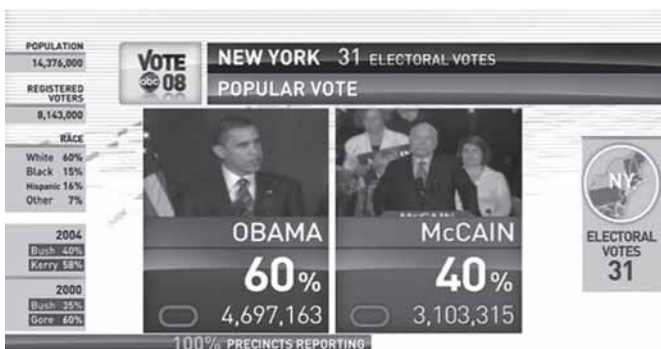 POPULATION
14,376,000
REGISTERED
VOTERS
8,143,000
RACE
White 60%
Black 15%
Hispanic 16%
Other 7%
2004
Bush 40%
Kerry 58%
2000
Bush 35%
Gore 60%
VOTE
abc 08
NEW YORK 31 ELECTORAL VOTES
POPULAR VOTE
OBAMA
60%
4,697,163
McCAIN
McCAIN
40%
3,103,315
100% PRECINCTS REPORTING
NY
ELECTORAL
VOTES
31